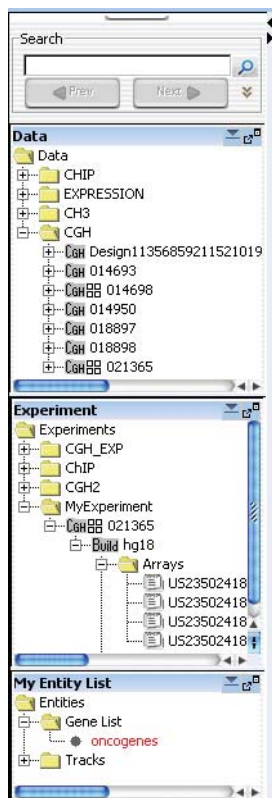 Search
Prev Next
Data
Data
CHIP
EXPRESSION
CH3
CGH
CGH Design11356859211521019
CGH 014693
CGH 014698
CGH 014950
CGH 018897
CGH 018898
CGH 021365
Experiment
Experiments
CGH_EXP
ChIP
CGH2
MyExperiment
CGH 021365
Build hg18
Arrays
US23502418
US23502418
US23502418
US23502418
My Entity List
Entities
Gene List
oncogenes
Tracks